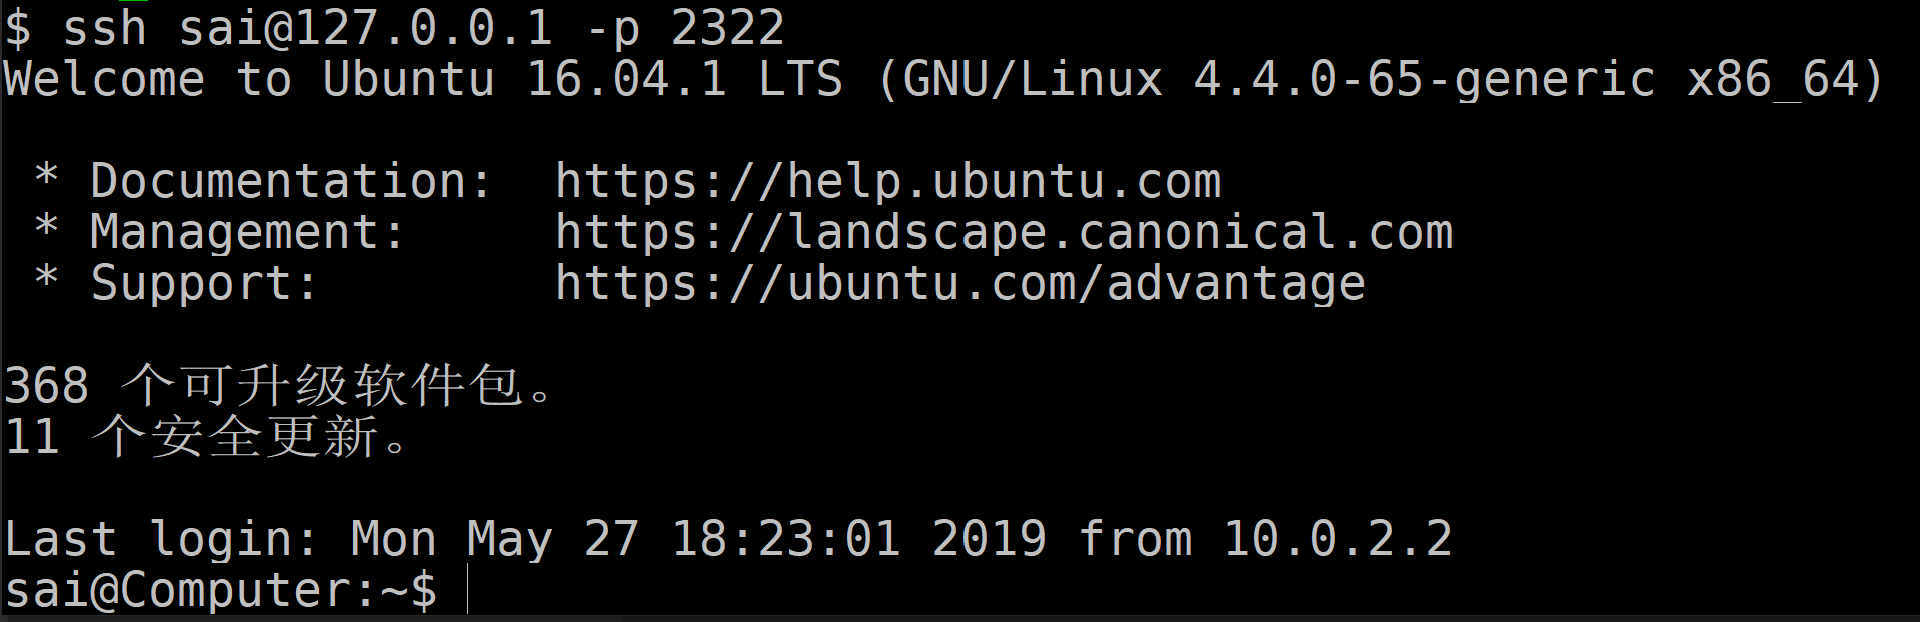 $ ssh sai@127.0.0.1 -p 2322
Welcome to Ubuntu 16.04.1 LTS (GNU/Linux 4.4.0-65-generic x86_64)
* Documentation:  https://help.ubuntu.com
* Management:     https://landscape.canonical.com
* Support:        https://ubuntu.com/advantage
368 个可升级软件包。
11 个安全更新。
Last login: Mon May 27 18:23:01 2019 from 10.0.2.2
sai@Computer:~$